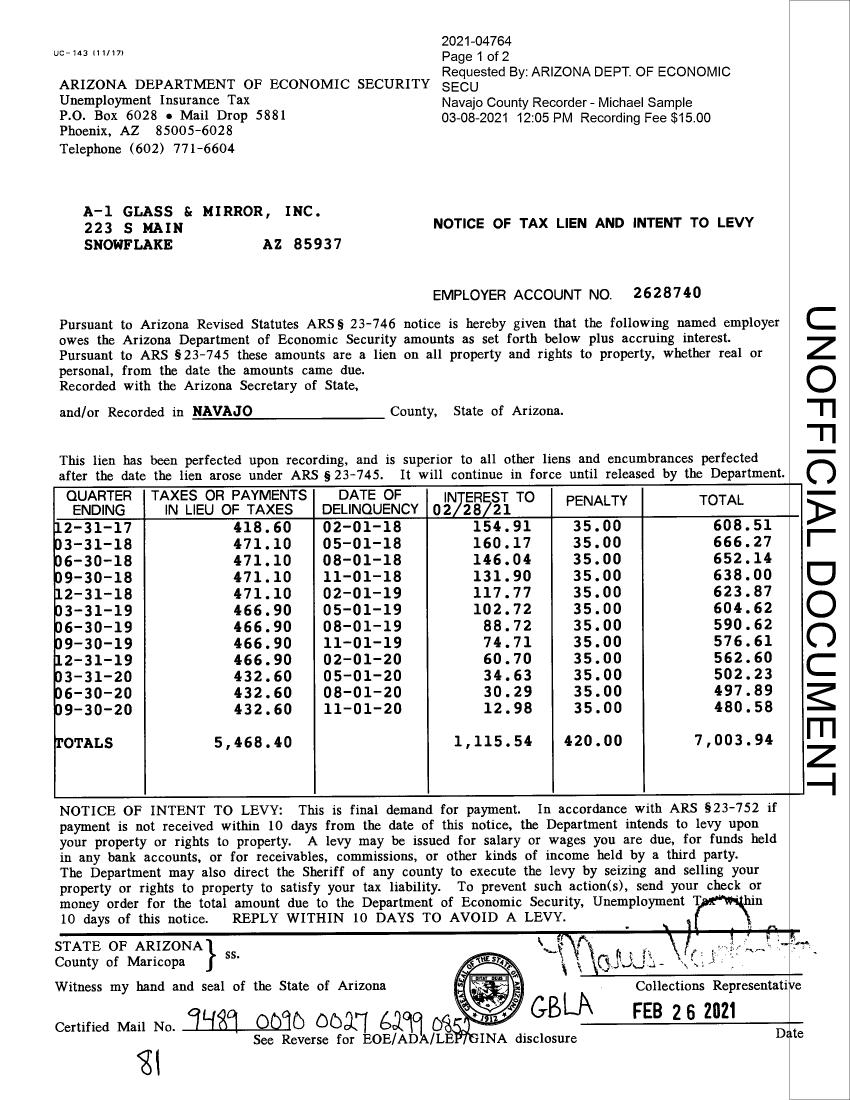 UC-143 (11/17)
2021-04764
Page 1 of 2
Requested By: ARIZONA DEPT. OF ECONOMIC
SECU
Navajo County Recorder - Michael Sample
03-08-2021 12:05 PM Recording Fee $15.00
ARIZONA DEPARTMENT OF ECONOMIC SECURITY
Unemployment Insurance Tax
P.O. Box 6028 • Mail Drop 5881
Phoenix, AZ 85005-6028
Telephone (602) 771-6604
A-1 GLASS & MIRROR, INC.
223 S MAIN
SNOWFLAKE AZ 85937
NOTICE OF TAX LIEN AND INTENT TO LEVY
EMPLOYER ACCOUNT NO. 2628740
Pursuant to Arizona Revised Statutes ARS § 23-746 notice is hereby given that the following named employer
owes the Arizona Department of Economic Security amounts as set forth below plus accruing interest.
Pursuant to ARS § 23-745 these amounts are a lien on all property and rights to property, whether real or
personal, from the date the amounts came due.
Recorded with the Arizona Secretary of State,
and/or Recorded in NAVAJO County, State of Arizona.
This lien has been perfected upon recording, and is superior to all other liens and encumbrances perfected
after the date the lien arose under ARS § 23-745. It will continue in force until released by the Department.
QUARTER ENDING TAXES OR PAYMENTS IN LIEU OF TAXES DATE OF DELINQUENCY INTEREST TO 02/28/21 PENALTY TOTAL
12-31-17 418.60 02-01-18 154.91 35.00 608.51
03-31-18 471.10 05-01-18 160.17 35.00 666.27
06-30-18 471.10 08-01-18 146.04 35.00 652.14
09-30-18 471.10 11-01-18 131.90 35.00 638.00
12-31-18 471.10 02-01-19 117.77 35.00 623.87
03-31-19 466.90 05-01-19 102.72 35.00 604.62
06-30-19 466.90 08-01-19 88.72 35.00 590.62
09-30-19 466.90 11-01-19 74.71 35.00 576.61
12-31-19 466.90 02-01-20 60.70 35.00 562.60
03-31-20 432.60 05-01-20 34.63 35.00 502.23
06-30-20 432.60 08-01-20 30.29 35.00 497.89
09-30-20 432.60 11-01-20 12.98 35.00 480.58
TOTALS 5,468.40 1,115.54 420.00 7,003.94
NOTICE OF INTENT TO LEVY: This is final demand for payment. In accordance with ARS § 23-752 if
payment is not received within 10 days from the date of this notice, the Department intends to levy upon
your property or rights to property. A levy may be issued for salary or wages you are due, for funds held
in any bank accounts, or for receivables, commissions, or other kinds of income held by a third party.
The Department may also direct the Sheriff of any county to execute the levy by seizing and selling your
property or rights to property to satisfy your tax liability. To prevent such action(s), send your check or
money order for the total amount due to the Department of Economic Security, Unemployment Tax within
10 days of this notice. REPLY WITHIN 10 DAYS TO AVOID A LEVY.
STATE OF ARIZONA } ss.
County of Maricopa
Witness my hand and seal of the State of Arizona
GREAT SEAL OF THE STATE OF ARIZONA
DITAT DEUS
1912
GBLA
Collections Representative
FEB 26 2021
Date
Certified Mail No. 9489 0090 0027 6299 0852
See Reverse for EOE/ADA/LEP/GINA disclosure
81
UNOFFICIAL DOCUMENT